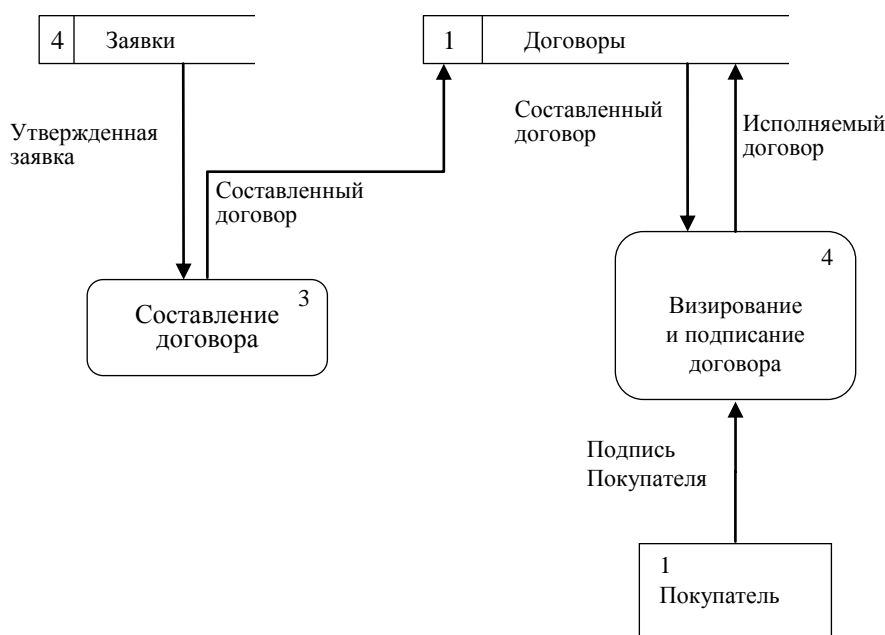 4 Заявки
1 Договоры
Утвержденная
заявка
Составленный
договор
Составленный
договор
Исполняемый
договор
3
Составление
договора
4
Визирование
и подписание
договора
Подпись
Покупателя
1
Покупатель